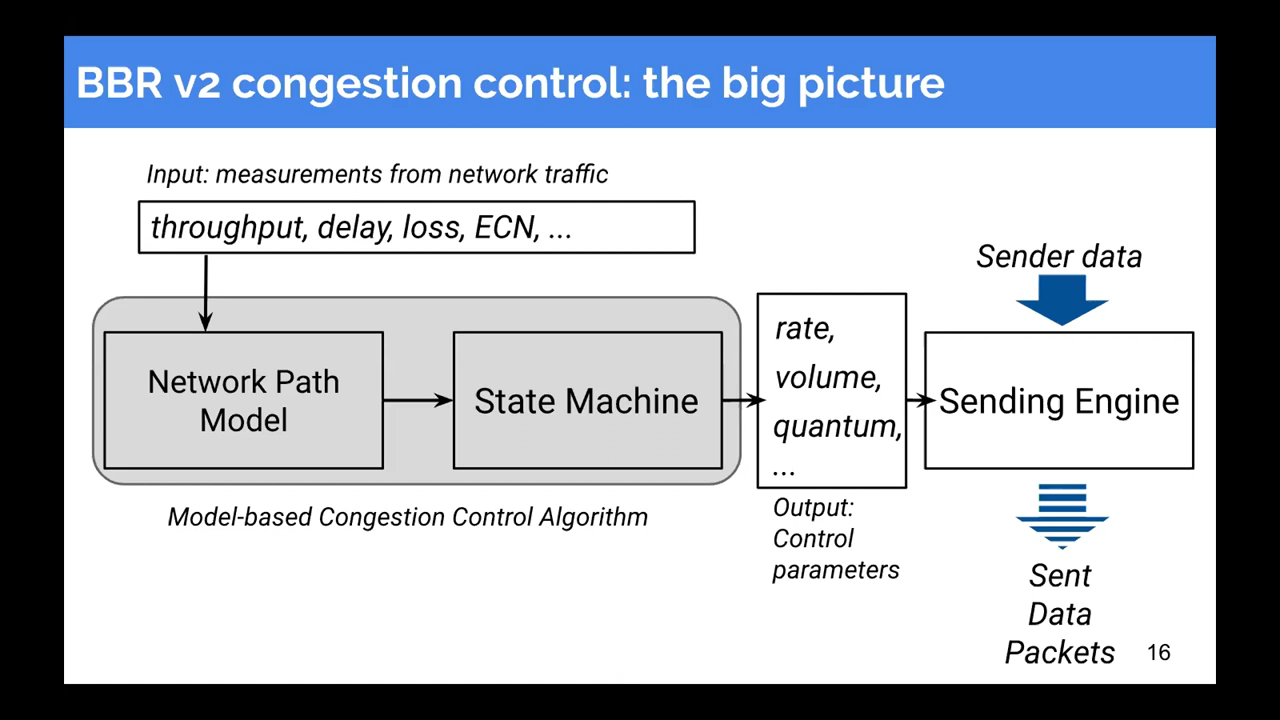 BBR v2 congestion control: the big picture
Input: measurements from network traffic
throughput, delay, loss, ECN, ...
Sender data
Network Path
Model
State Machine
rate,
volume,
quantum,
...
Sending Engine
Model-based Congestion Control Algorithm
Output:
Control
parameters
Sent
Data
Packets
16